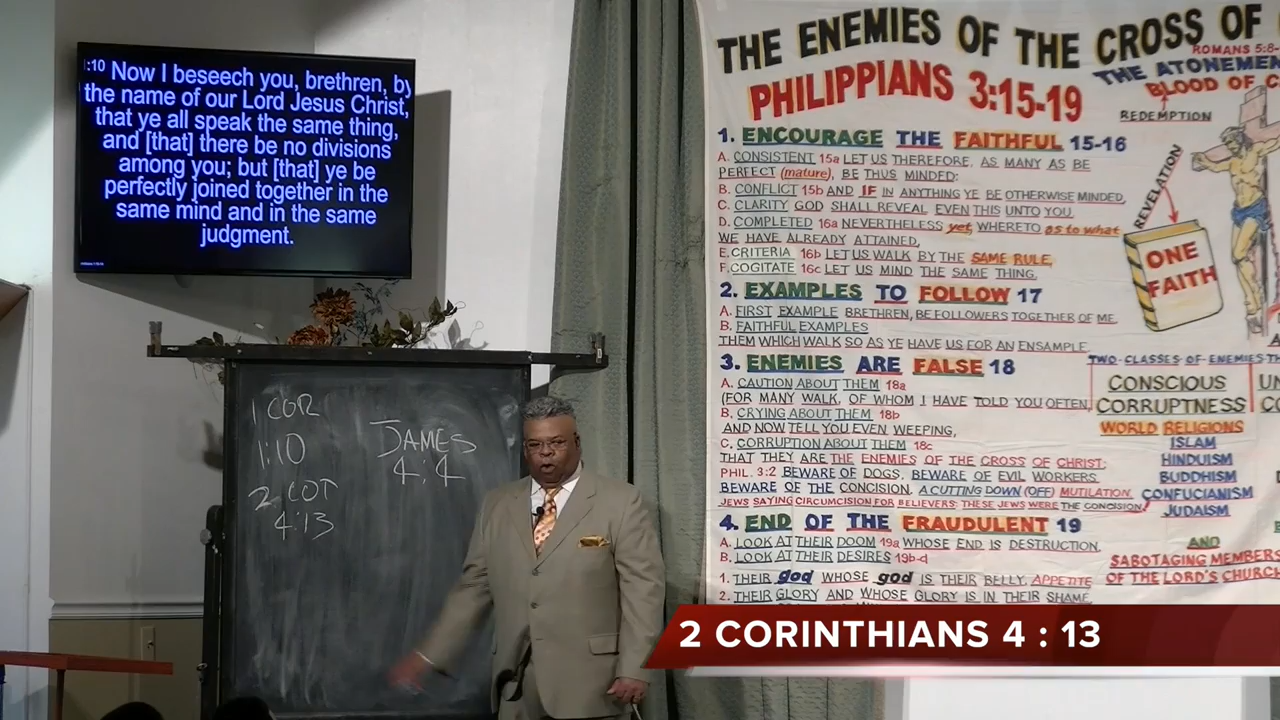 :10 Now I beseech you, brethren, by
the name of our Lord Jesus Christ,
that ye all speak the same thing,
and [that] there be no divisions
among you; but [that] ye be
perfectly joined together in the
same mind and in the same
judgment.
1 COR
1:10
2 COT
4:13
JAMES
4:4
THE ENEMIES OF THE CROSS OF
PHILIPPIANS 3:15-19
1. ENCOURAGE THE FAITHFUL 15-16
A. CONSISTENT 15a LET US THEREFORE, AS MANY AS BE
PERFECT (mature), BE THUS MINDED:
B. CONFLICT 15b AND IF IN ANYTHING YE BE OTHERWISE MINDED,
C. CLARITY GOD SHALL REVEAL EVEN THIS UNTO YOU.
D. COMPLETED 16a NEVERTHELESS yet, WHERETO as to what
WE HAVE ALREADY ATTAINED,
E. CRITERIA 16b LET US WALK BY THE SAME RULE,
F. COGITATE 16c LET US MIND THE SAME THING.
2. EXAMPLES TO FOLLOW 17
A. FIRST EXAMPLE BRETHREN, BE FOLLOWERS TOGETHER OF ME,
B. FAITHFUL EXAMPLES
THEM WHICH WALK SO AS YE HAVE US FOR AN ENSAMPLE.
3. ENEMIES ARE FALSE 18
A. CAUTION ABOUT THEM 18a
(FOR MANY WALK, OF WHOM I HAVE TOLD YOU OFTEN,
B. CRYING ABOUT THEM 18b
AND NOW TELL YOU EVEN WEEPING,
C. CORRUPTION ABOUT THEM 18c
THAT THEY ARE THE ENEMIES OF THE CROSS OF CHRIST:
PHIL. 3:2 BEWARE OF DOGS, BEWARE OF EVIL WORKERS,
BEWARE OF THE CONCISION, A CUTTING DOWN (OFF) MUTILATION.
JEWS SAYING CIRCUMCISION FOR BELIEVERS: THESE JEWS WERE THE CONCISION.
4. END OF THE FRAUDULENT 19
A. LOOK AT THEIR DOOM 19a WHOSE END IS DESTRUCTION,
B. LOOK AT THEIR DESIRES 19b-d
1. THEIR god WHOSE god IS THEIR BELLY, APPETITE
2. THEIR GLORY AND WHOSE GLORY IS IN THEIR SHAME,
ROMANS 5:8-
THE ATONEMEN
BLOOD OF C
REDEMPTION
REVELATION
ONE
FAITH
TWO-CLASSES-OF-ENEMIES
CONSCIOUS
CORRUPTNESS
WORLD RELIGIONS
ISLAM
HINDUISM
BUDDHISM
CONFUCIANISM
JUDAISM
AND
SABOTAGING MEMBERS
OF THE LORD'S CHURCH
2 CORINTHIANS 4 : 13